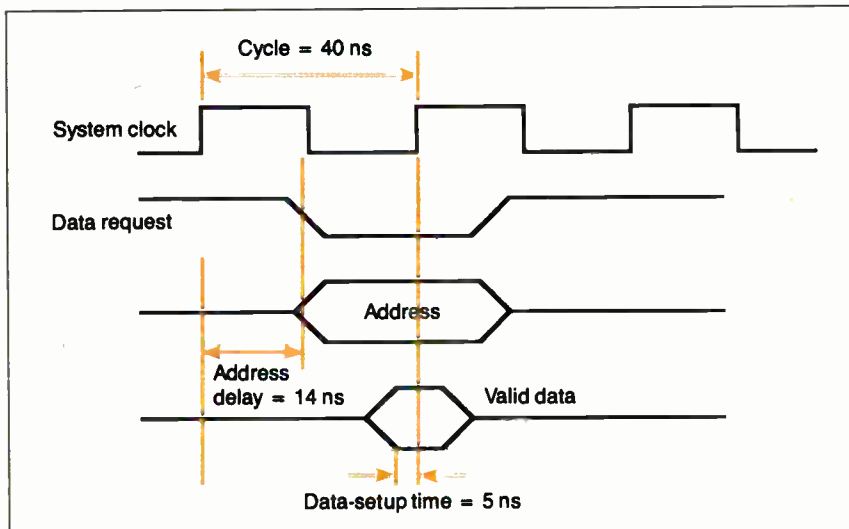 Cycle = 40 ns
System clock
Data request
Address
Address
delay = 14 ns
Valid data
Data-setup time = 5 ns